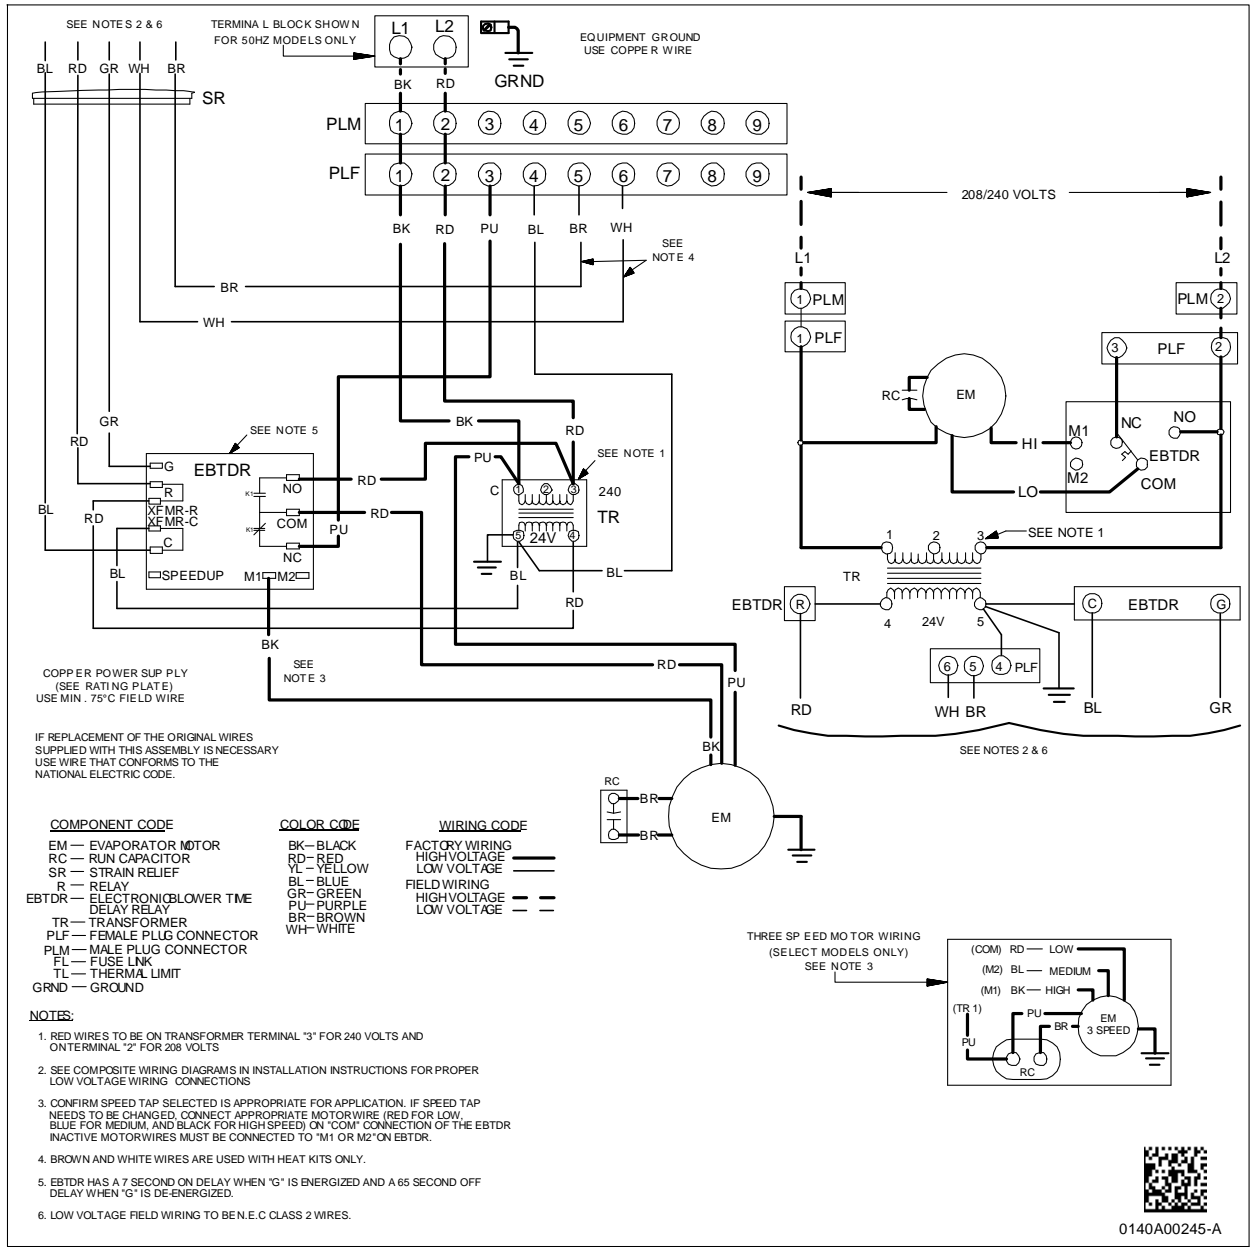 SEE NOTES 2 & 6
TERMINAL BLOCK SHOWN
FOR 50HZ MODELS ONLY
L1 L2
EQUIPMENT GROUND
USE COPPER WIRE
GRND
BL RD GR WH BR
SR
BK RD
PLM 1 2 3 4 5 6 7 8 9
PLF 1 2 3 4 5 6 7 8 9
BK RD PU BL BR WH
SEE
NOTE 4
BR
WH
GR
RD
BL
RD
BL
SEE NOTE 5
EBTDR
G
R
XFMR-R
XFMR-C
C
SPEEDUP
M1 M2
K1
K1
NO
COM
NC
RD
RD
PU
BK
PU
RD
SEE NOTE 1
C 1 2 3 240
TR
5 24V 4
BL
BL
RD
BK
SEE
NOTE 3
RD
PU
BK
RC
BR
BR
EM
COPPER POWER SUPPLY
(SEE RATING PLATE)
USE MIN. 75°C FIELD WIRE
IF REPLACEMENT OF THE ORIGINAL WIRES
SUPPLIED WITH THIS ASSEMBLY IS NECESSARY
USE WIRE THAT CONFORMS TO THE
NATIONAL ELECTRIC CODE.
208/240 VOLTS
L1 L2
1 PLM
PLM 2
1 PLF
3 PLF 2
RC
EM
HI
LO
M1
M2
NC
NO
EBTDR
COM
1 2 3
SEE NOTE 1
TR
4 24V 5
EBTDR R
C EBTDR G
6 5 4 PLF
RD
WH BR
BL
GR
SEE NOTES 2 & 6
COMPONENT CODE
EM — EVAPORATOR MOTOR
RC — RUN CAPACITOR
SR — STRAIN RELIEF
R — RELAY
EBTDR — ELECTRONIC BLOWER TIME
DELAY RELAY
TR — TRANSFORMER
PLF — FEMALE PLUG CONNECTOR
PLM — MALE PLUG CONNECTOR
FL — FUSE LINK
TL — THERMAL LIMIT
GRND — GROUND
COLOR CODE
BK — BLACK
RD — RED
YL — YELLOW
BL — BLUE
GR — GREEN
PU — PURPLE
BR — BROWN
WH — WHITE
WIRING CODE
FACTORY WIRING
HIGH VOLTAGE
LOW VOLTAGE
FIELD WIRING
HIGH VOLTAGE
LOW VOLTAGE
THREE SPEED MOTOR WIRING
(SELECT MODELS ONLY)
SEE NOTE 3
(COM) RD — LOW
(M2) BL — MEDIUM
(M1) BK — HIGH
(TR 1)
PU
PU
BR
EM
3 SPEED
RC
NOTES:
1. RED WIRES TO BE ON TRANSFORMER TERMINAL "3" FOR 240 VOLTS AND
ON TERMINAL "2" FOR 208 VOLTS
2. SEE COMPOSITE WIRING DIAGRAMS IN INSTALLATION INSTRUCTIONS FOR PROPER
LOW VOLTAGE WIRING CONNECTIONS
3. CONFIRM SPEED TAP SELECTED IS APPROPRIATE FOR APPLICATION. IF SPEED TAP
NEEDS TO BE CHANGED, CONNECT APPROPRIATE MOTOR WIRE (RED FOR LOW,
BLUE FOR MEDIUM, AND BLACK FOR HIGH SPEED) ON "COM" CONNECTION OF THE EBTDR
INACTIVE MOTOR WIRES MUST BE CONNECTED TO "M1 OR M2" ON EBTDR.
4. BROWN AND WHITE WIRES ARE USED WITH HEAT KITS ONLY.
5. EBTDR HAS A 7 SECOND ON DELAY WHEN "G" IS ENERGIZED AND A 65 SECOND OFF
DELAY WHEN "G" IS DE-ENERGIZED.
6. LOW VOLTAGE FIELD WIRING TO BE N.E.C CLASS 2 WIRES.
0140A00245-A